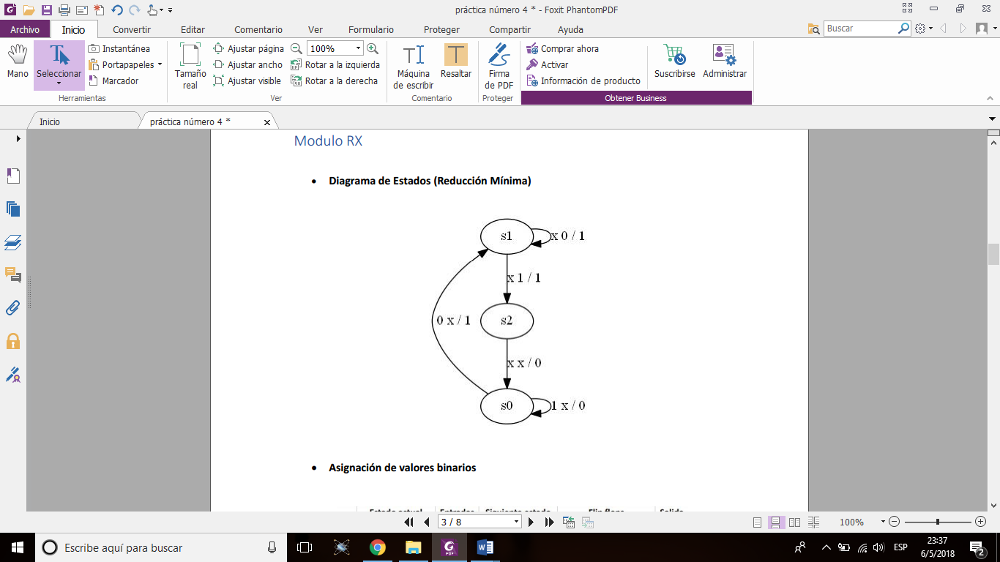 práctica número 4 * - Foxit PhantomPDF
Archivo Inicio Convertir Editar Comentario Ver Formulario Proteger Compartir Ayuda Buscar
Mano
Seleccionar
Instantánea
Portapapeles
Marcador
Herramientas
Tamaño real
Ajustar página
Ajustar ancho
Ajustar visible
100%
Rotar a la izquierda
Rotar a la derecha
Ver
Máquina de escribir
Resaltar
Comentario
Firma de PDF
Proteger
Comprar ahora
Activar
Información de producto
Suscribirse
Administrar
Obtener Business
Inicio
práctica número 4 *
Modulo RX
• Diagrama de Estados (Reducción Mínima)
s1
x 0 / 1
x 1 / 1
0 x / 1
s2
x x / 0
s0
1 x / 0
• Asignación de valores binarios
Estado actual Entradas Siguiente estado Flip flops Salida
3 / 8
100%
Escribe aquí para buscar
ESP
23:37
6/5/2018
2